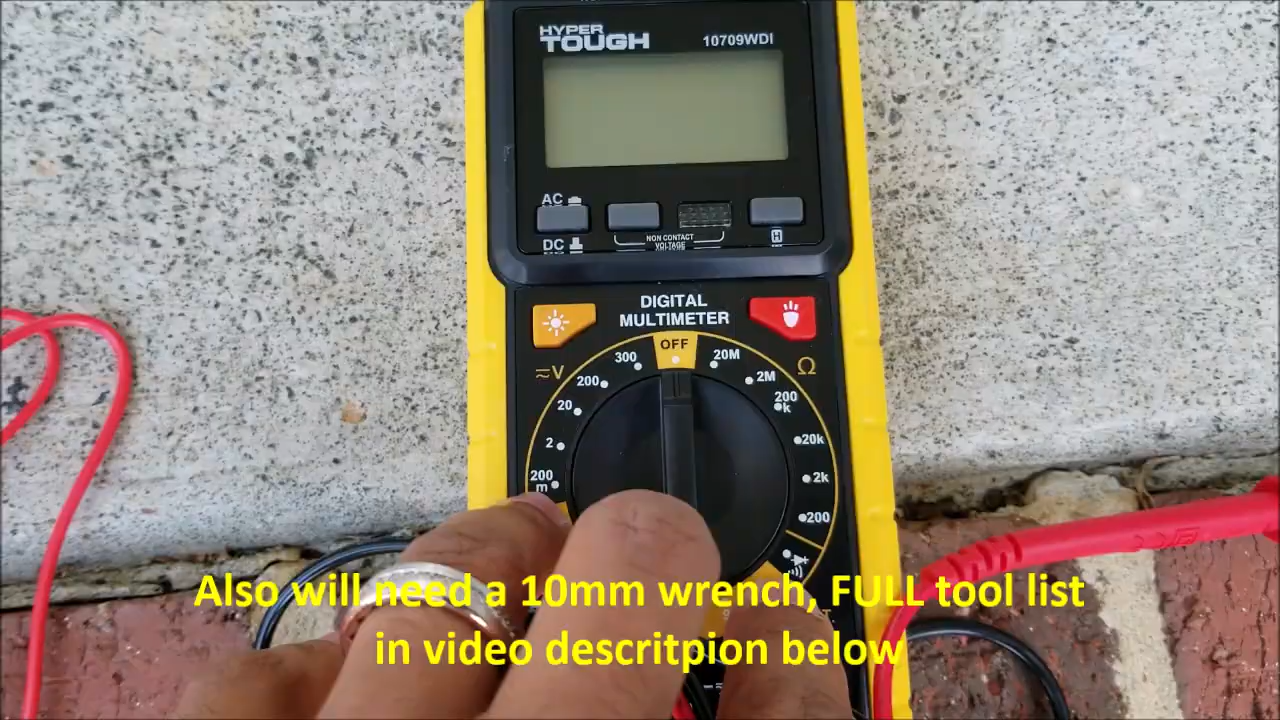 HYPER
TOUGH
10709WDI
AC
DC
NON CONTACT
VOLTAGE
H
DIGITAL
MULTIMETER
OFF
300
20M
V
Ω
200
2M
20
200
k
2
20k
200
m
2k
200
Also will need a 10mm wrench, FULL tool list
in video descritpion below